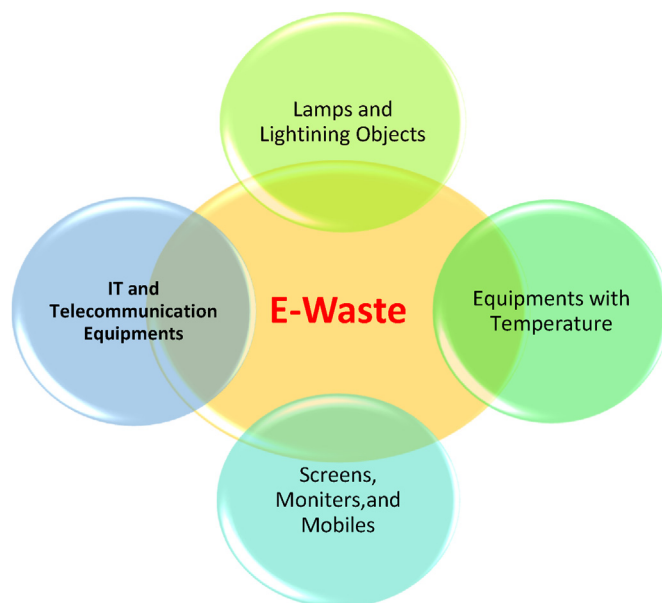 Lamps and
Lightining Objects
IT and
Telecommunication
Equipments
E-Waste
Equipments with
Temperature
Screens,
Moniters,and
Mobiles